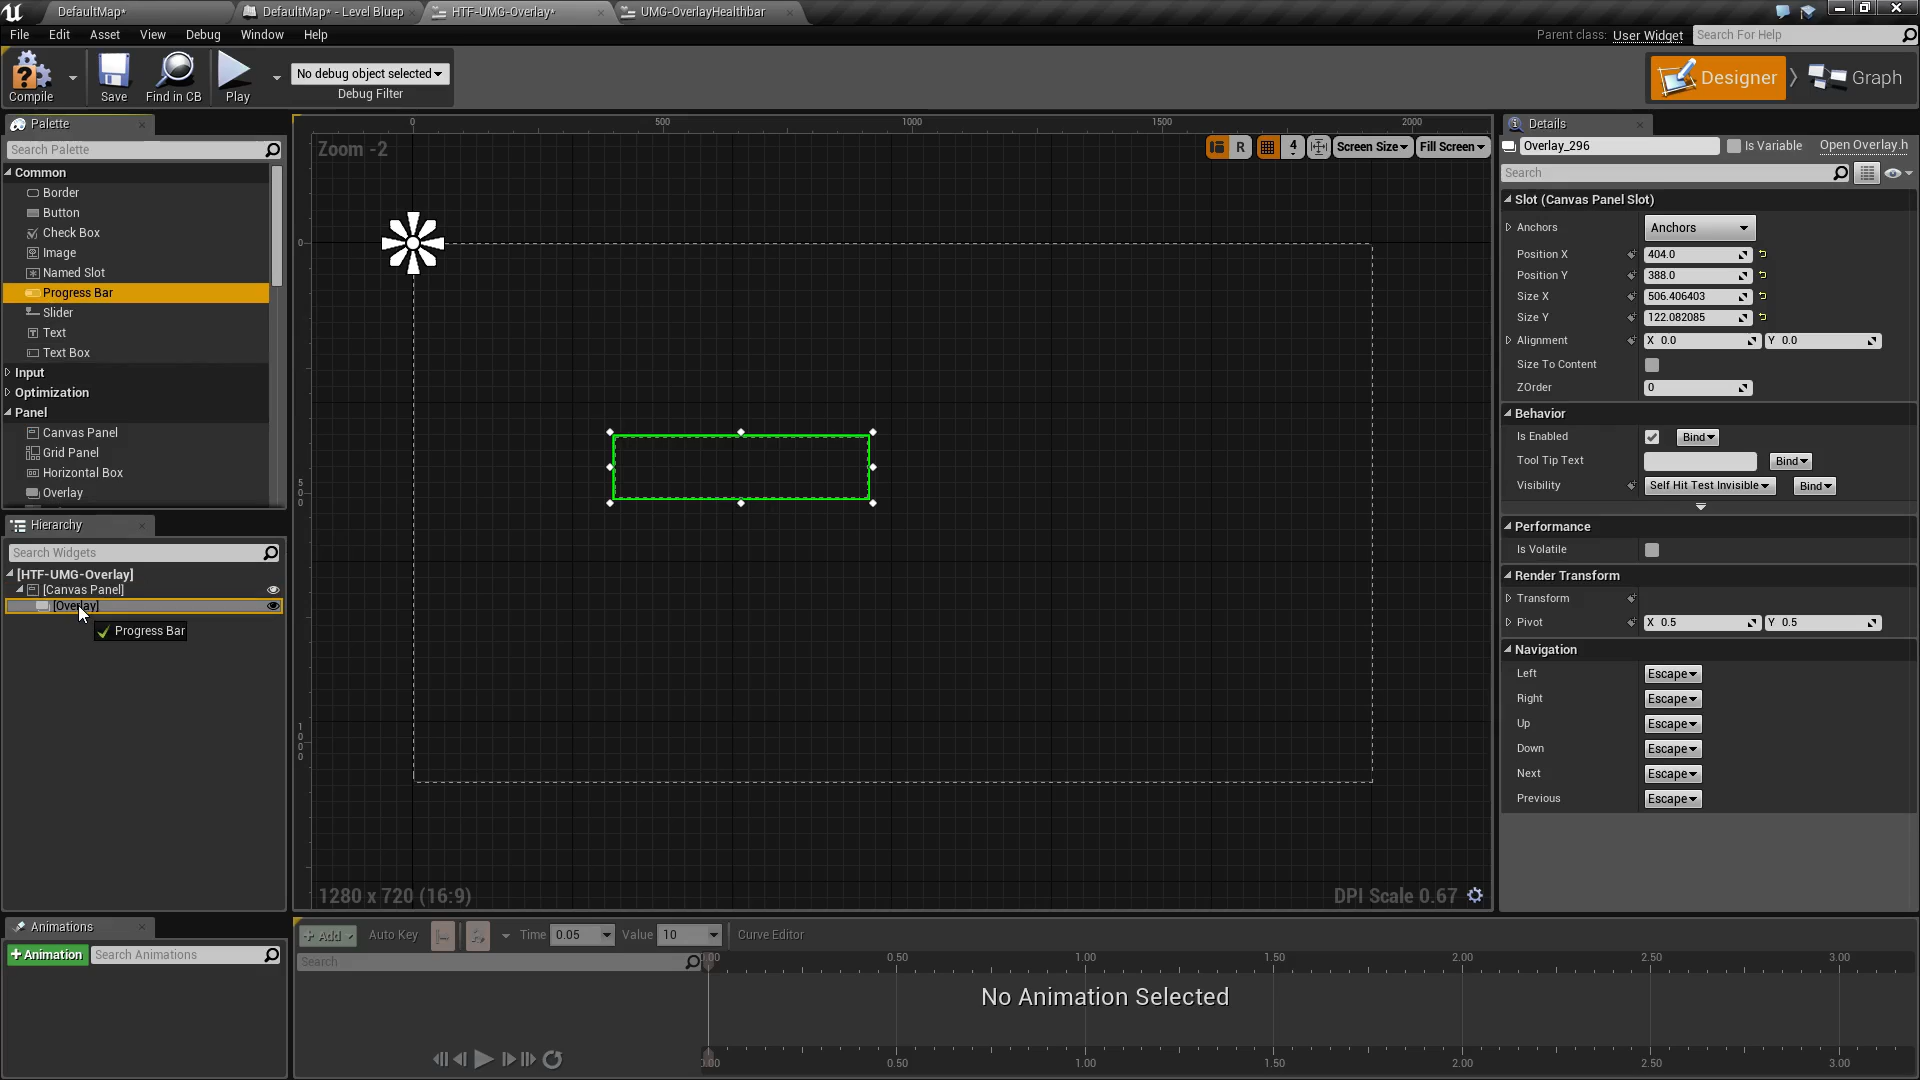 DefaultMap*
DefaultMap* - Level Bluep
HTF-UMG-Overlay*
UMG-OverlayHealthbar
File Edit Asset View Debug Window Help
Parent class: User Widget
Search For Help
Compile
Save
Find in CB
Play
No debug object selected
Debug Filter
Designer
Graph
Palette
Search Palette
Common
Border
Button
Check Box
Image
Named Slot
Progress Bar
Slider
Text
Text Box
Input
Optimization
Panel
Canvas Panel
Grid Panel
Horizontal Box
Overlay
Hierarchy
Search Widgets
[HTF-UMG-Overlay]
[Canvas Panel]
[Overlay]
Progress Bar
Animations
+ Animation
Search Animations
0 500 1000 1500 2000
Zoom -2
R
4
Screen Size
Fill Screen
0
500
1000
1280 x 720 (16:9)
DPI Scale 0.67
Details
Overlay_296
Is Variable
Open Overlay.h
Search
Slot (Canvas Panel Slot)
Anchors Anchors
Position X 404.0
Position Y 388.0
Size X 506.406403
Size Y 122.082085
Alignment X 0.0 Y 0.0
Size To Content
ZOrder 0
Behavior
Is Enabled Bind
Tool Tip Text Bind
Visibility Self Hit Test Invisible Bind
Performance
Is Volatile
Render Transform
Transform
Pivot X 0.5 Y 0.5
Navigation
Left Escape
Right Escape
Up Escape
Down Escape
Next Escape
Previous Escape
+ Add
Auto Key
Time 0.05
Value 10
Curve Editor
Search
0.00 0.50 1.00 1.50 2.00 2.50 3.00
No Animation Selected
0.00 0.50 1.00 1.50 2.00 2.50 3.00